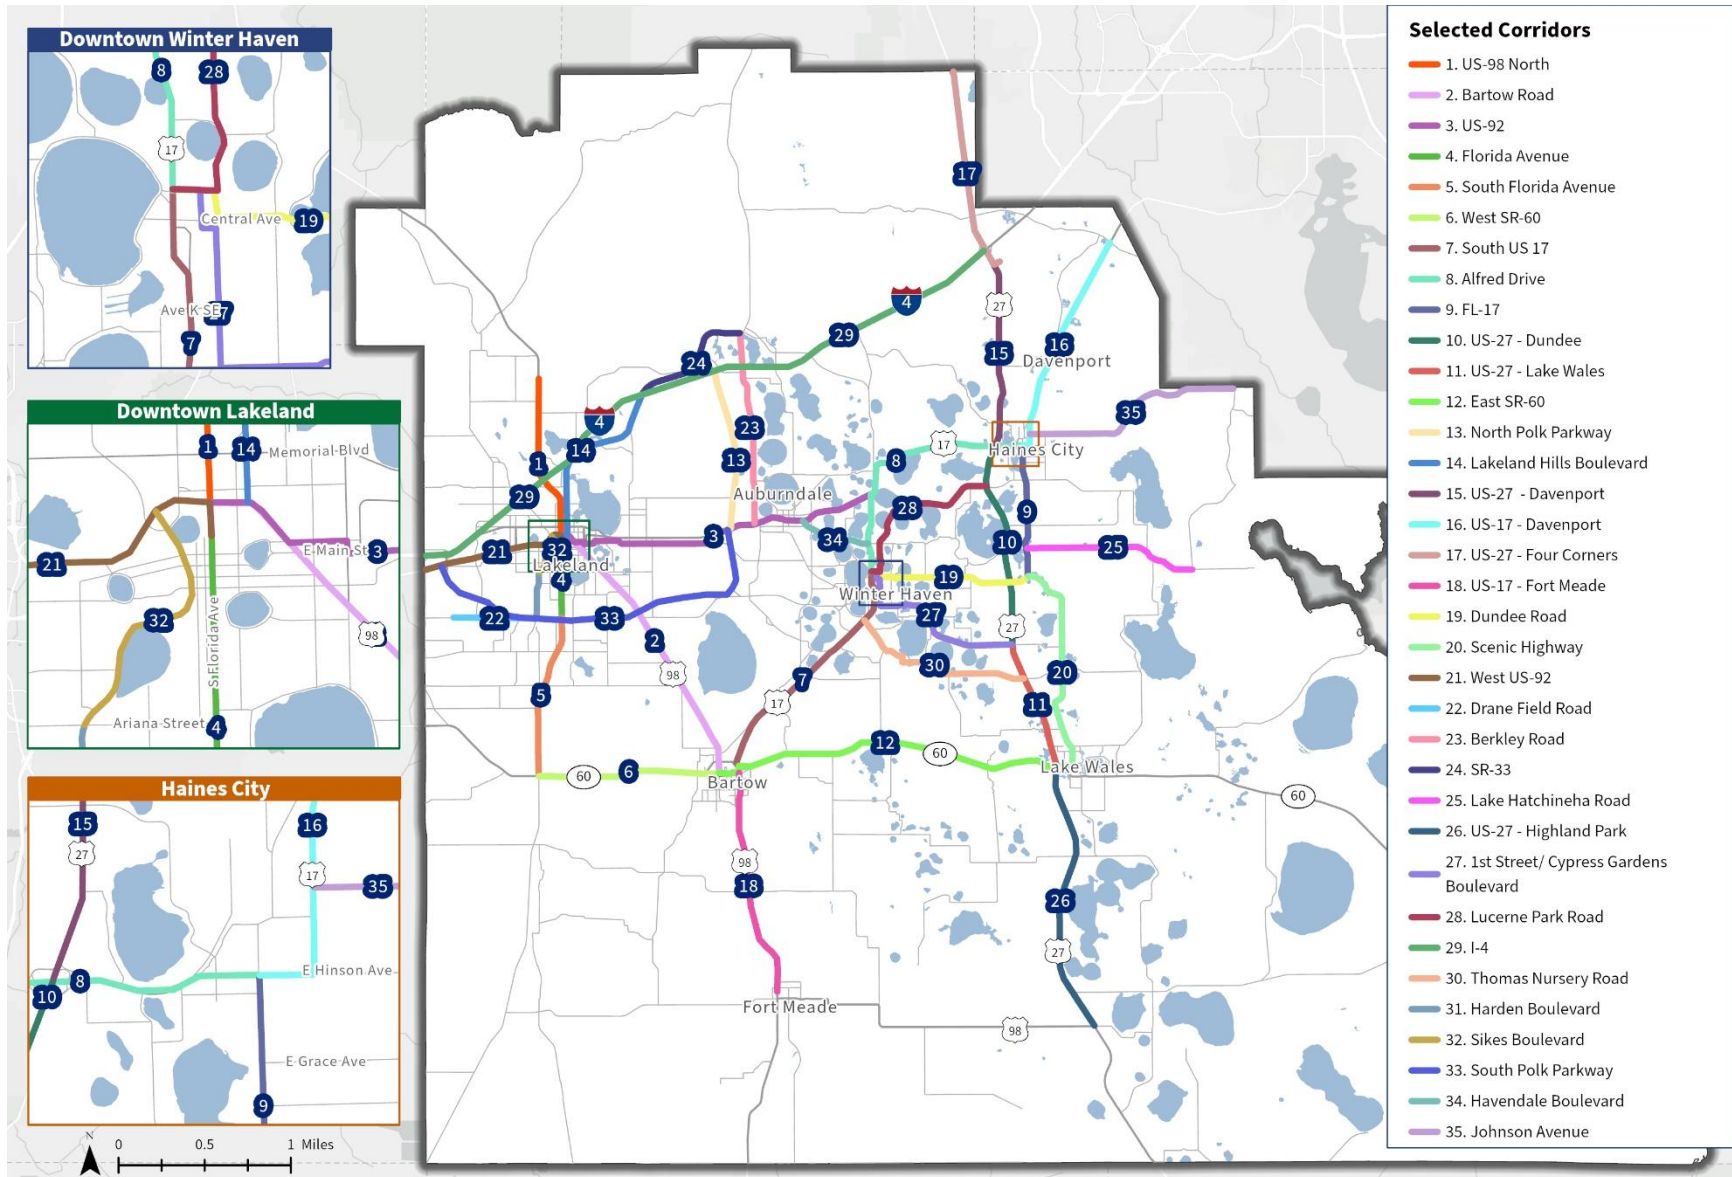 Downtown Winter Haven
8
28
17
Central Ave
19
Ave K SE
7
Downtown Lakeland
1
14
Memorial Blvd
E Main St
3
21
32
S Florida Ave
98
Ariana Street
4
Haines City
15
16
27
17
35
E Hinson Ave
8
10
E Grace Ave
9
N
0
0.5
1 Miles
17
4
29
27
24
15
16
Davenport
35
4
23
17
14
1
13
8
Haines City
29
Auburndale
28
9
3
34
10
25
21
32
Lakeland
4
19
Winter Haven
22
33
27
27
2
30
98
20
5
7
17
11
12
60
60
6
Bartow
Lake Wales
60
98
18
26
27
Fort Meade
98
Selected Corridors
1. US-98 North
2. Bartow Road
3. US-92
4. Florida Avenue
5. South Florida Avenue
6. West SR-60
7. South US 17
8. Alfred Drive
9. FL-17
10. US-27 - Dundee
11. US-27 - Lake Wales
12. East SR-60
13. North Polk Parkway
14. Lakeland Hills Boulevard
15. US-27 - Davenport
16. US-17 - Davenport
17. US-27 - Four Corners
18. US-17 - Fort Meade
19. Dundee Road
20. Scenic Highway
21. West US-92
22. Drane Field Road
23. Berkley Road
24. SR-33
25. Lake Hatchineha Road
26. US-27 - Highland Park
27. 1st Street/ Cypress Gardens
Boulevard
28. Lucerne Park Road
29. I-4
30. Thomas Nursery Road
31. Harden Boulevard
32. Sikes Boulevard
33. South Polk Parkway
34. Havendale Boulevard
35. Johnson Avenue